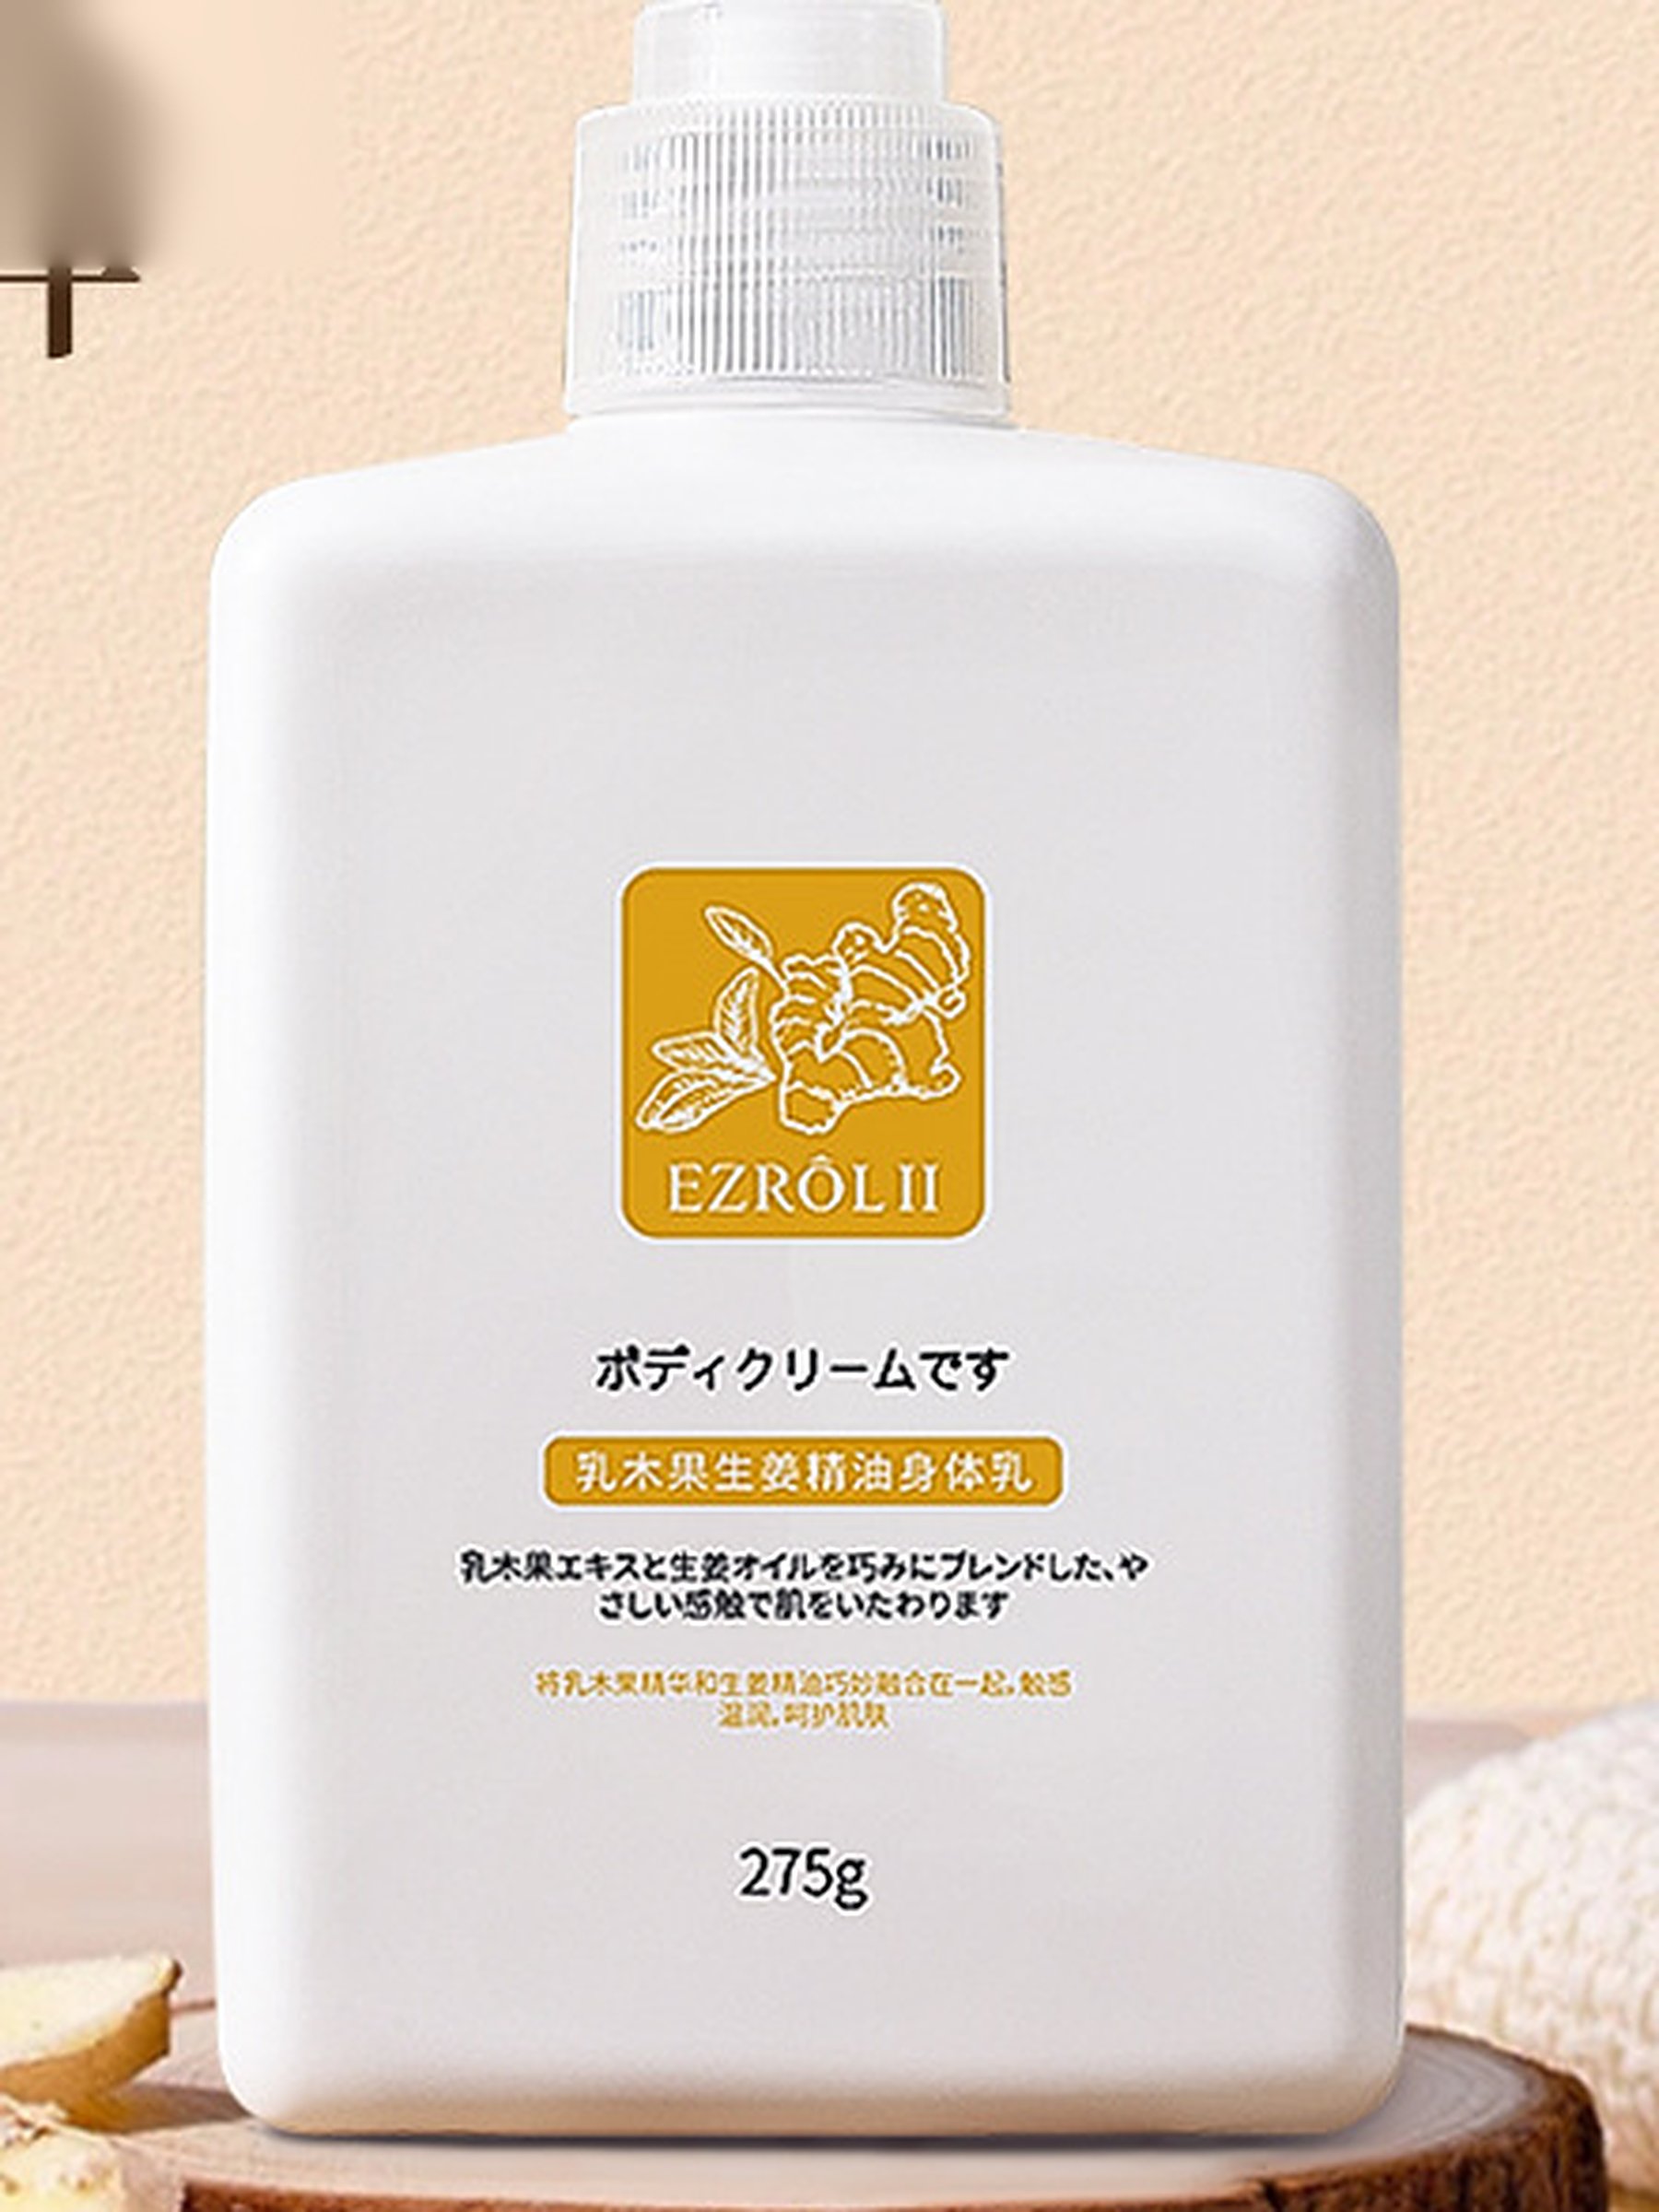 EZRÔL II
ボディクリームです
乳木果生姜精油身体乳
乳木果エキスと生姜オイルを巧みにブレンドした、や
さしい感触で肌をいたわります
将乳木果精华和生姜精油巧妙融合在一起，触感
温润，呵护肌肤
275g